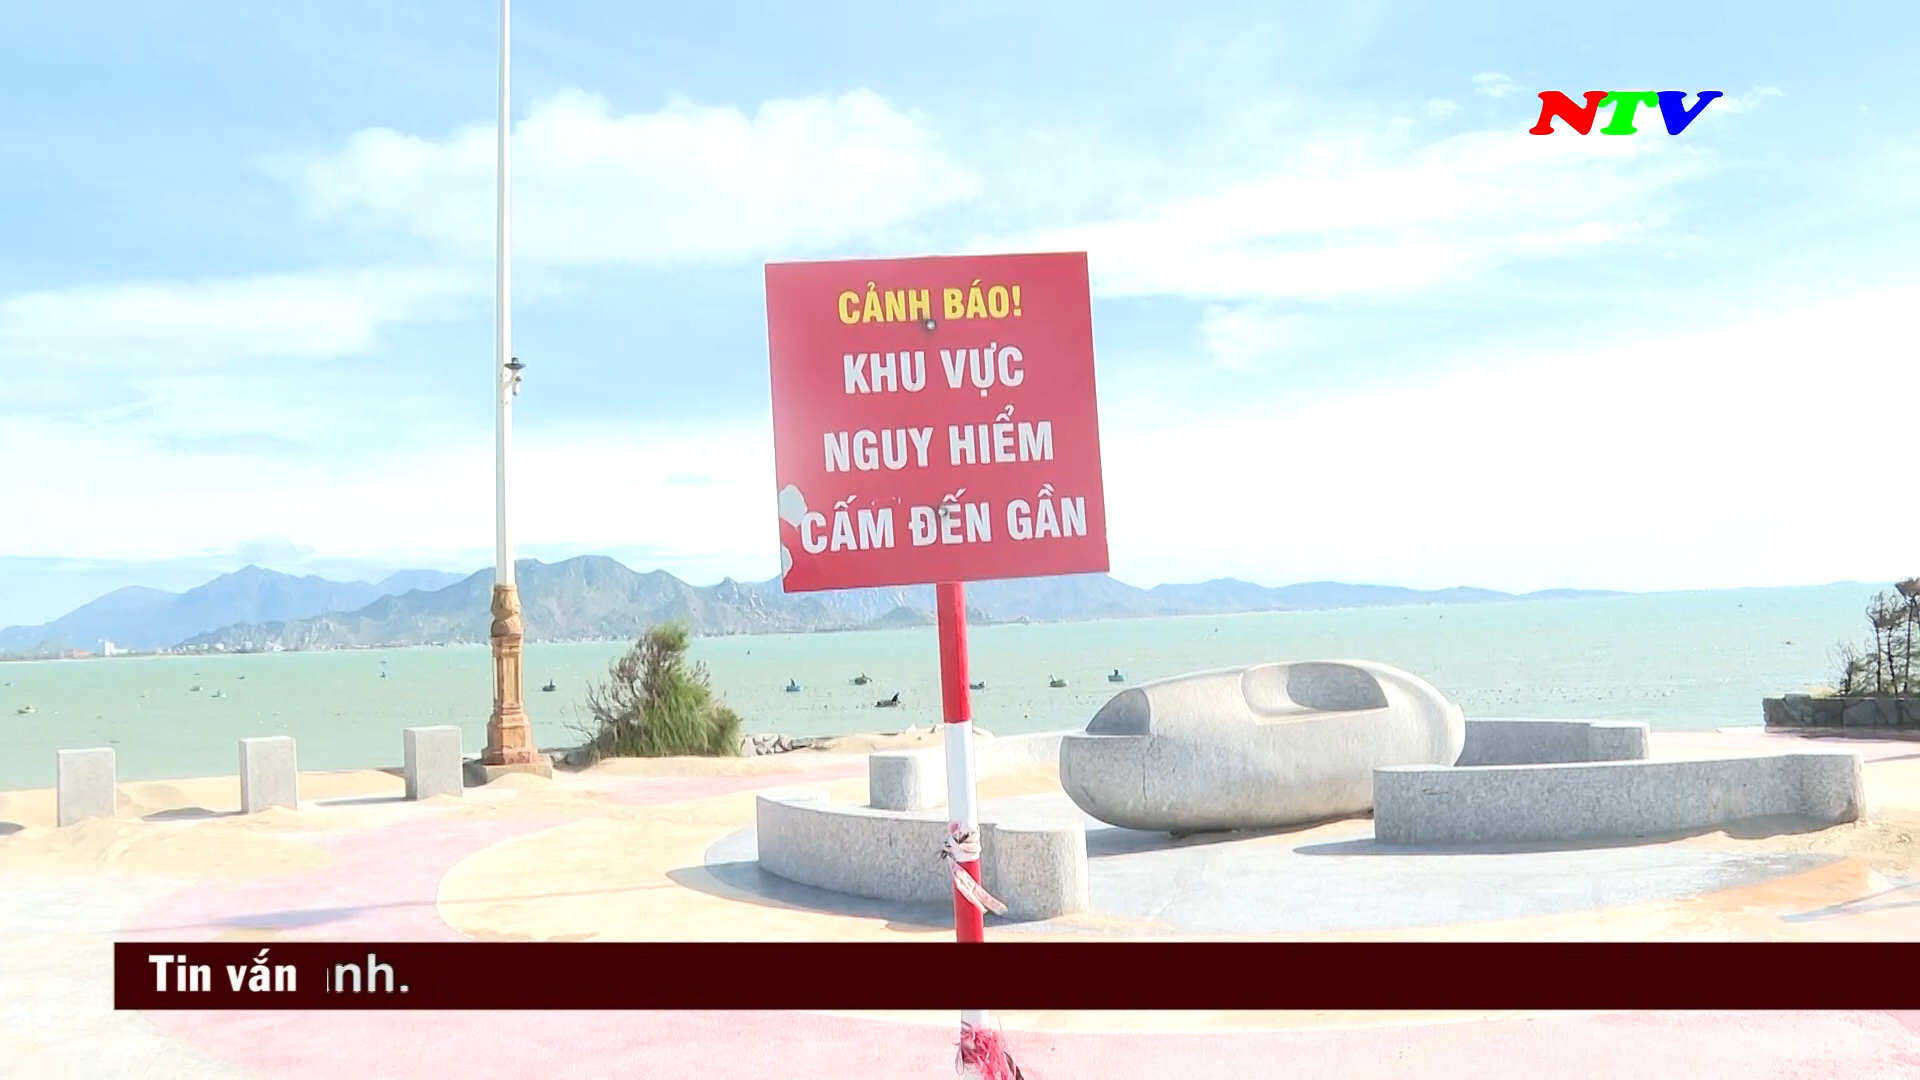 NTV
CẢNH BÁO!
KHU VỰC
NGUY HIỂM
CẤM ĐẾN GẦN
Tin vắn